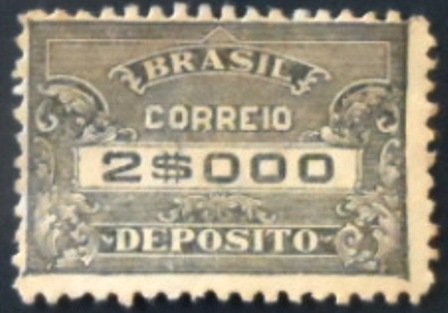 BRASIL
CORREIO
2$000
DEPOSITO